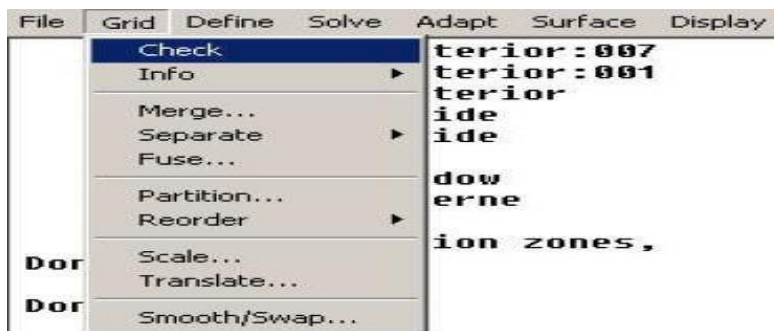 File Grid Define Solve Adapt Surface Display
Check
terior:007
Info
terior:001
terior
Merge...
ide
Separate
ide
Fuse...
dow
Partition...
erne
Reorder
ion zones,
Scale...
Dor
Translate...
Dor
Smooth/Swap...